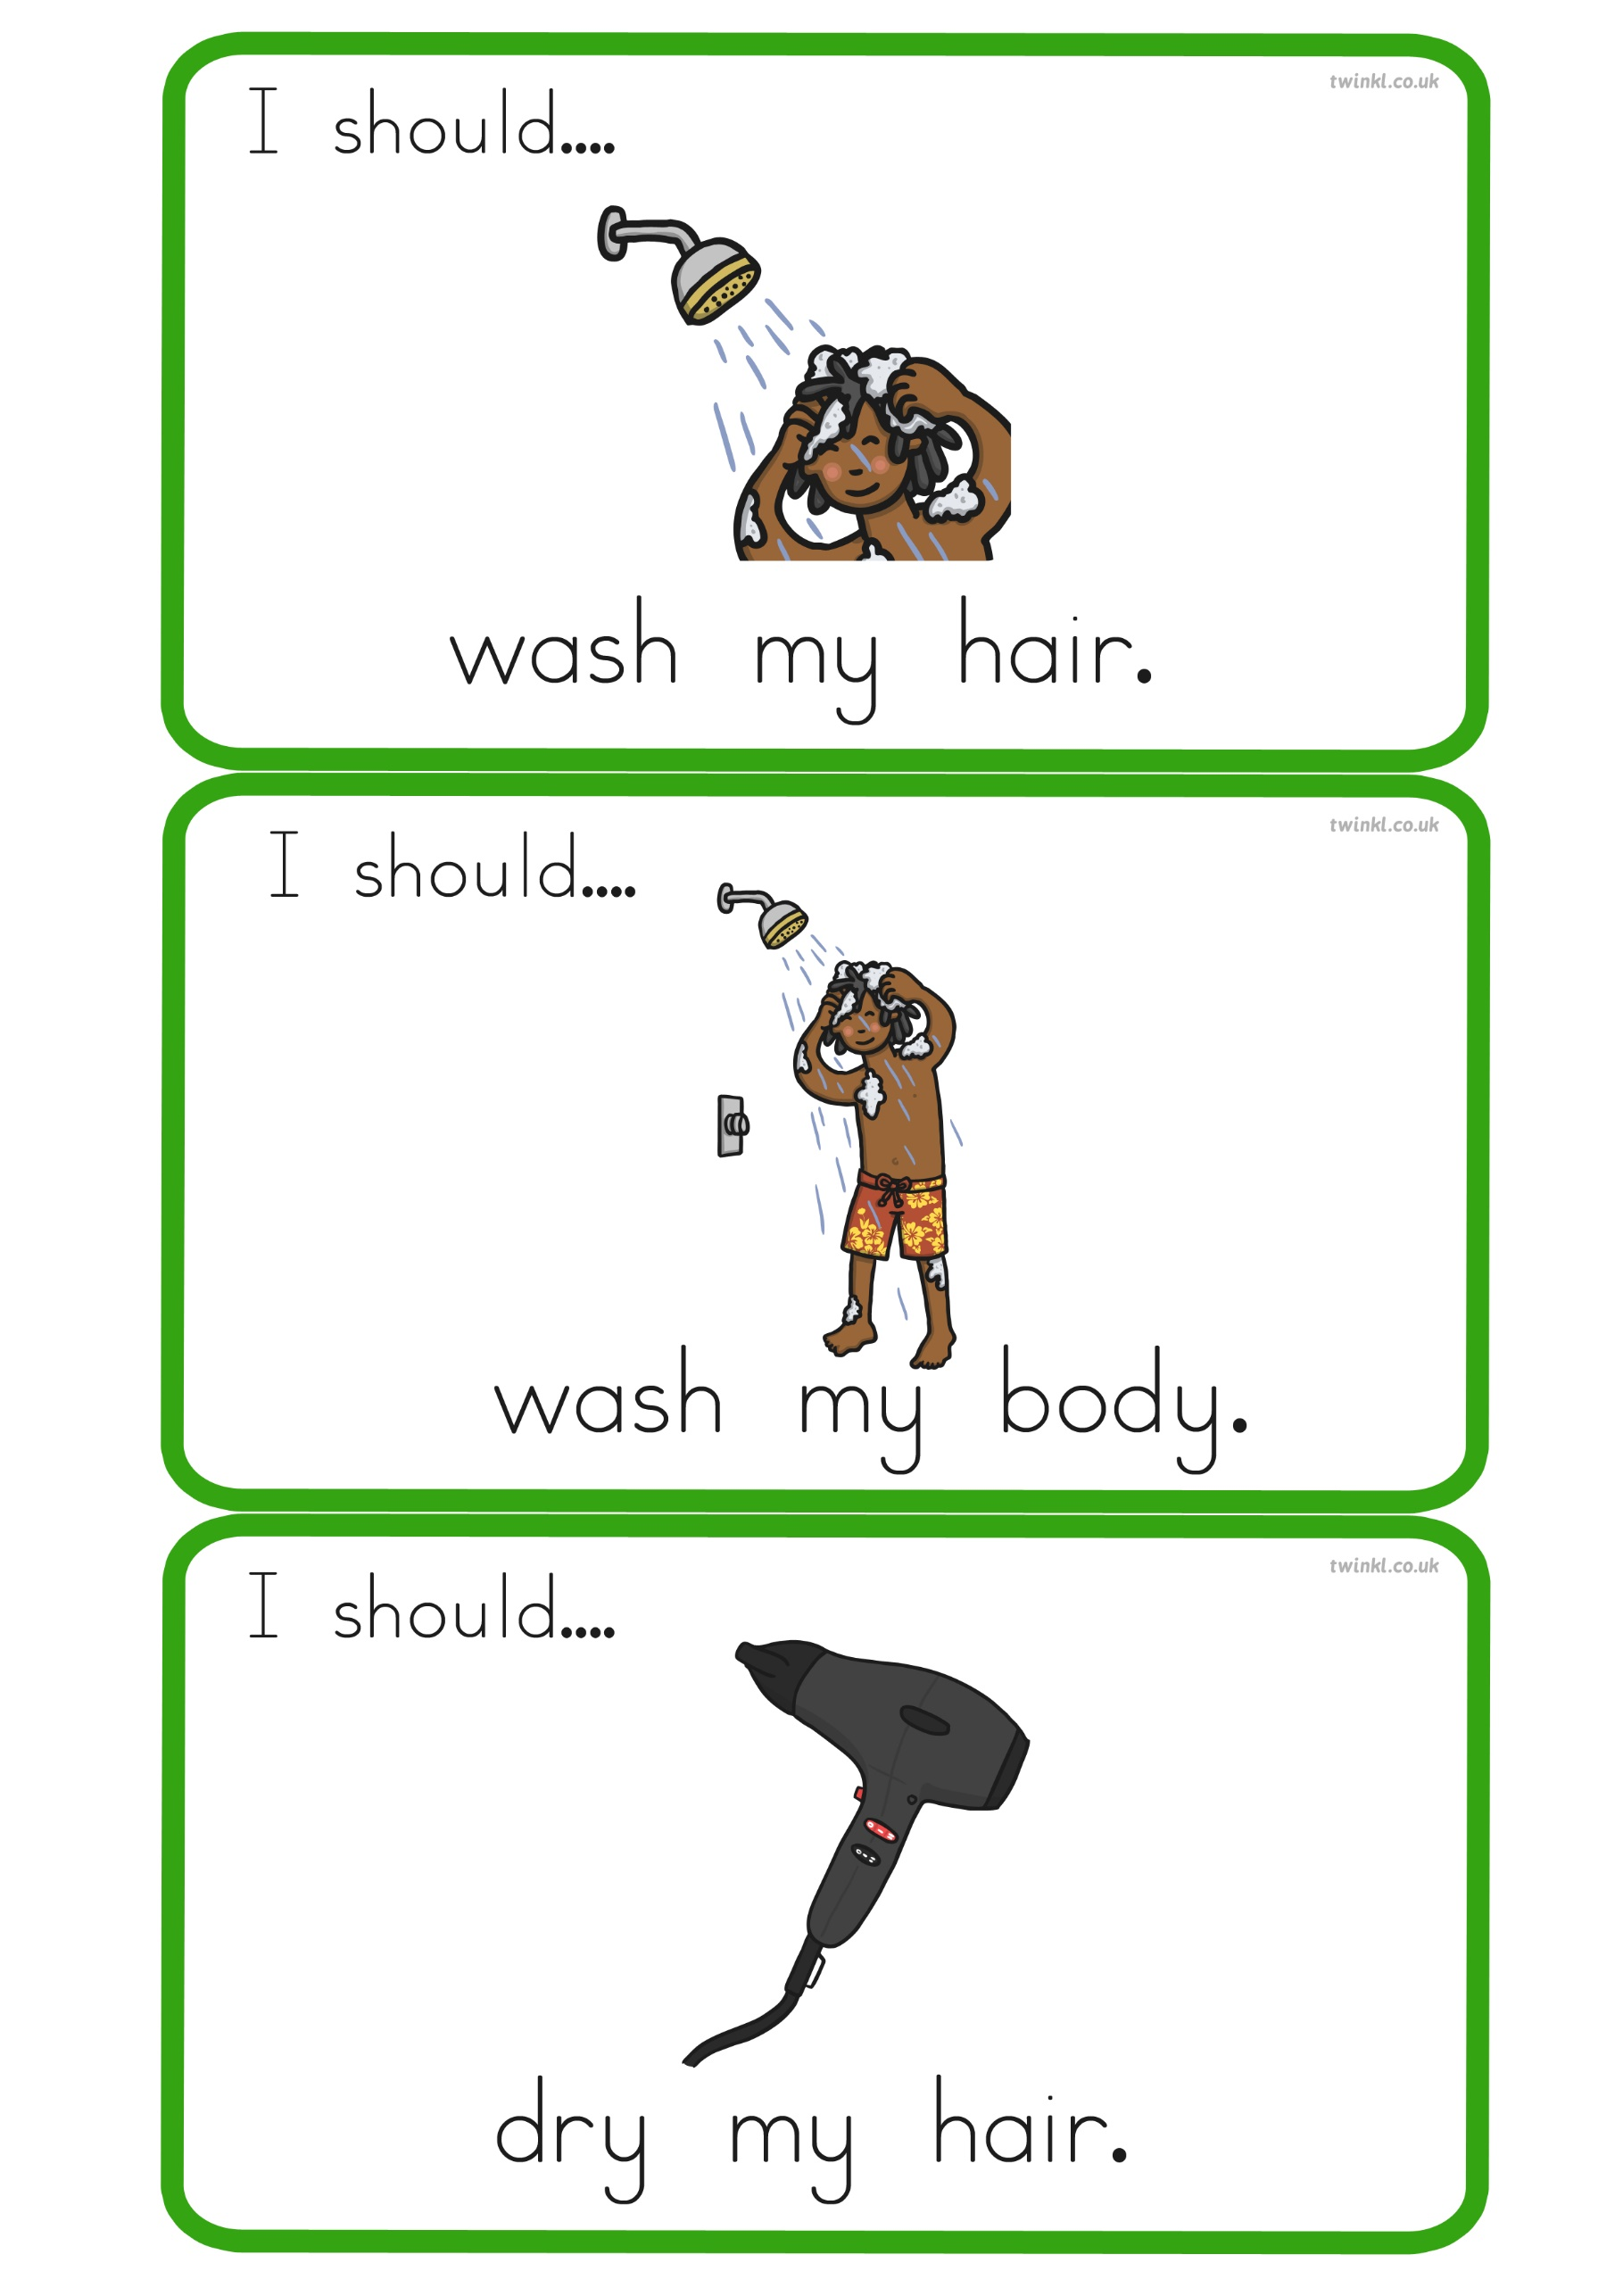 twinkl.co.uk
I should....
wash my hair.
twinkl.co.uk
I should....
wash my body.
twinkl.co.uk
I should....
dry my hair.